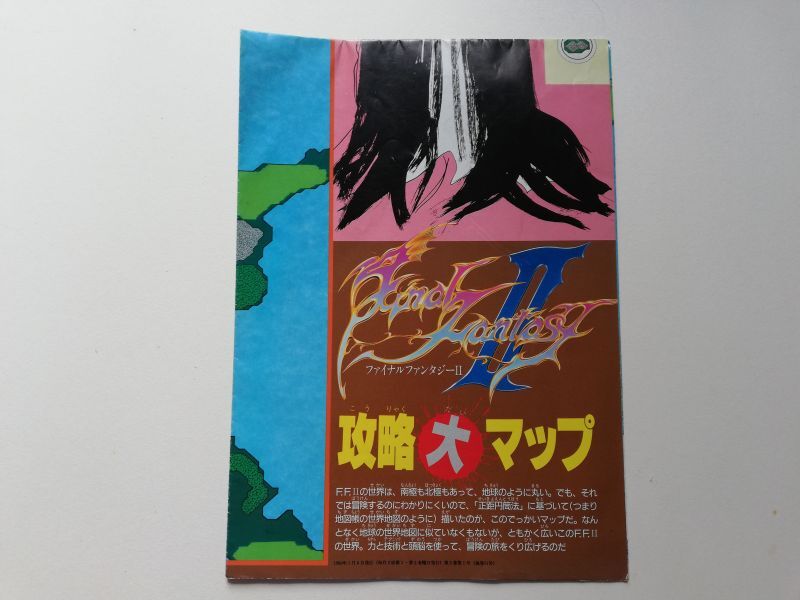 Final Fantasy II
ファイナルファンタジーII
こうりゃく だい
攻略大マップ
F.F.IIの世界は、南極も北極もあって、地球のように丸い。でも、それ
では冒険するのにわかりにくいので、「正距円筒法」に基づいて(つまり
地図帳の世界地図のように)描いたのが、このでっかいマップだ。なん
となく地球の世界地図に似ていなくもないが、ともかく広いこのF.F.II
の世界。力と技術と頭脳を使って、冒険の旅をくり広げるのだ